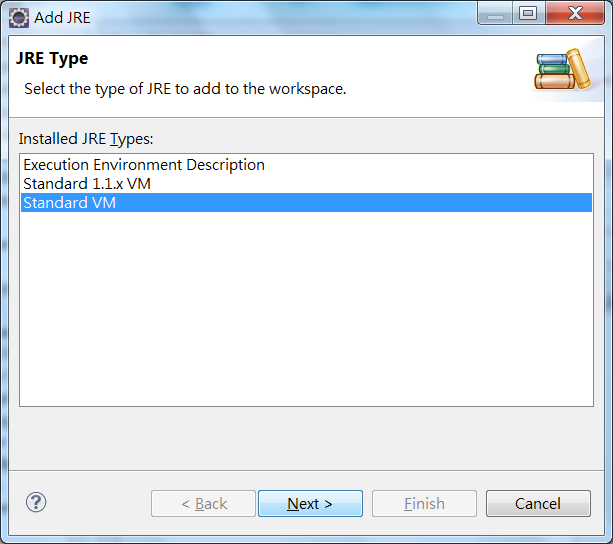 Add JRE
JRE Type
Select the type of JRE to add to the workspace.
Installed JRE Types:
Execution Environment Description
Standard 1.1.x VM
Standard VM
?
< Back
Next >
Finish
Cancel